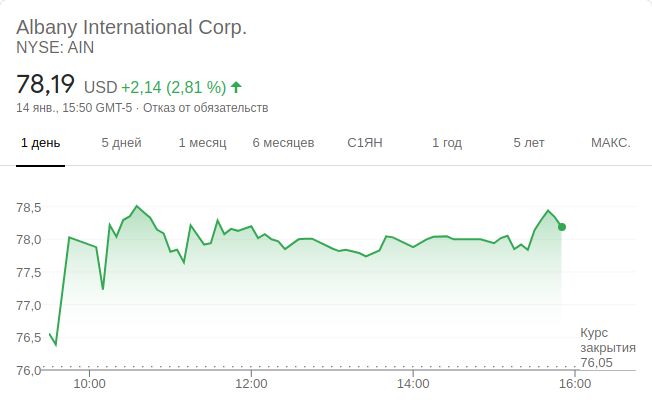 Albany International Corp.
NYSE: AIN
78,19 USD +2,14 (2,81 %)
14 янв., 15:50 GMT-5 · Отказ от обязательств
1 день 5 дней 1 месяц 6 месяцев С1ЯН 1 год 5 лет МАКС.
78,5
78,0
77,5
77,0
76,5
76,0
Курс
закрытия
76,05
10:00 12:00 14:00 16:00